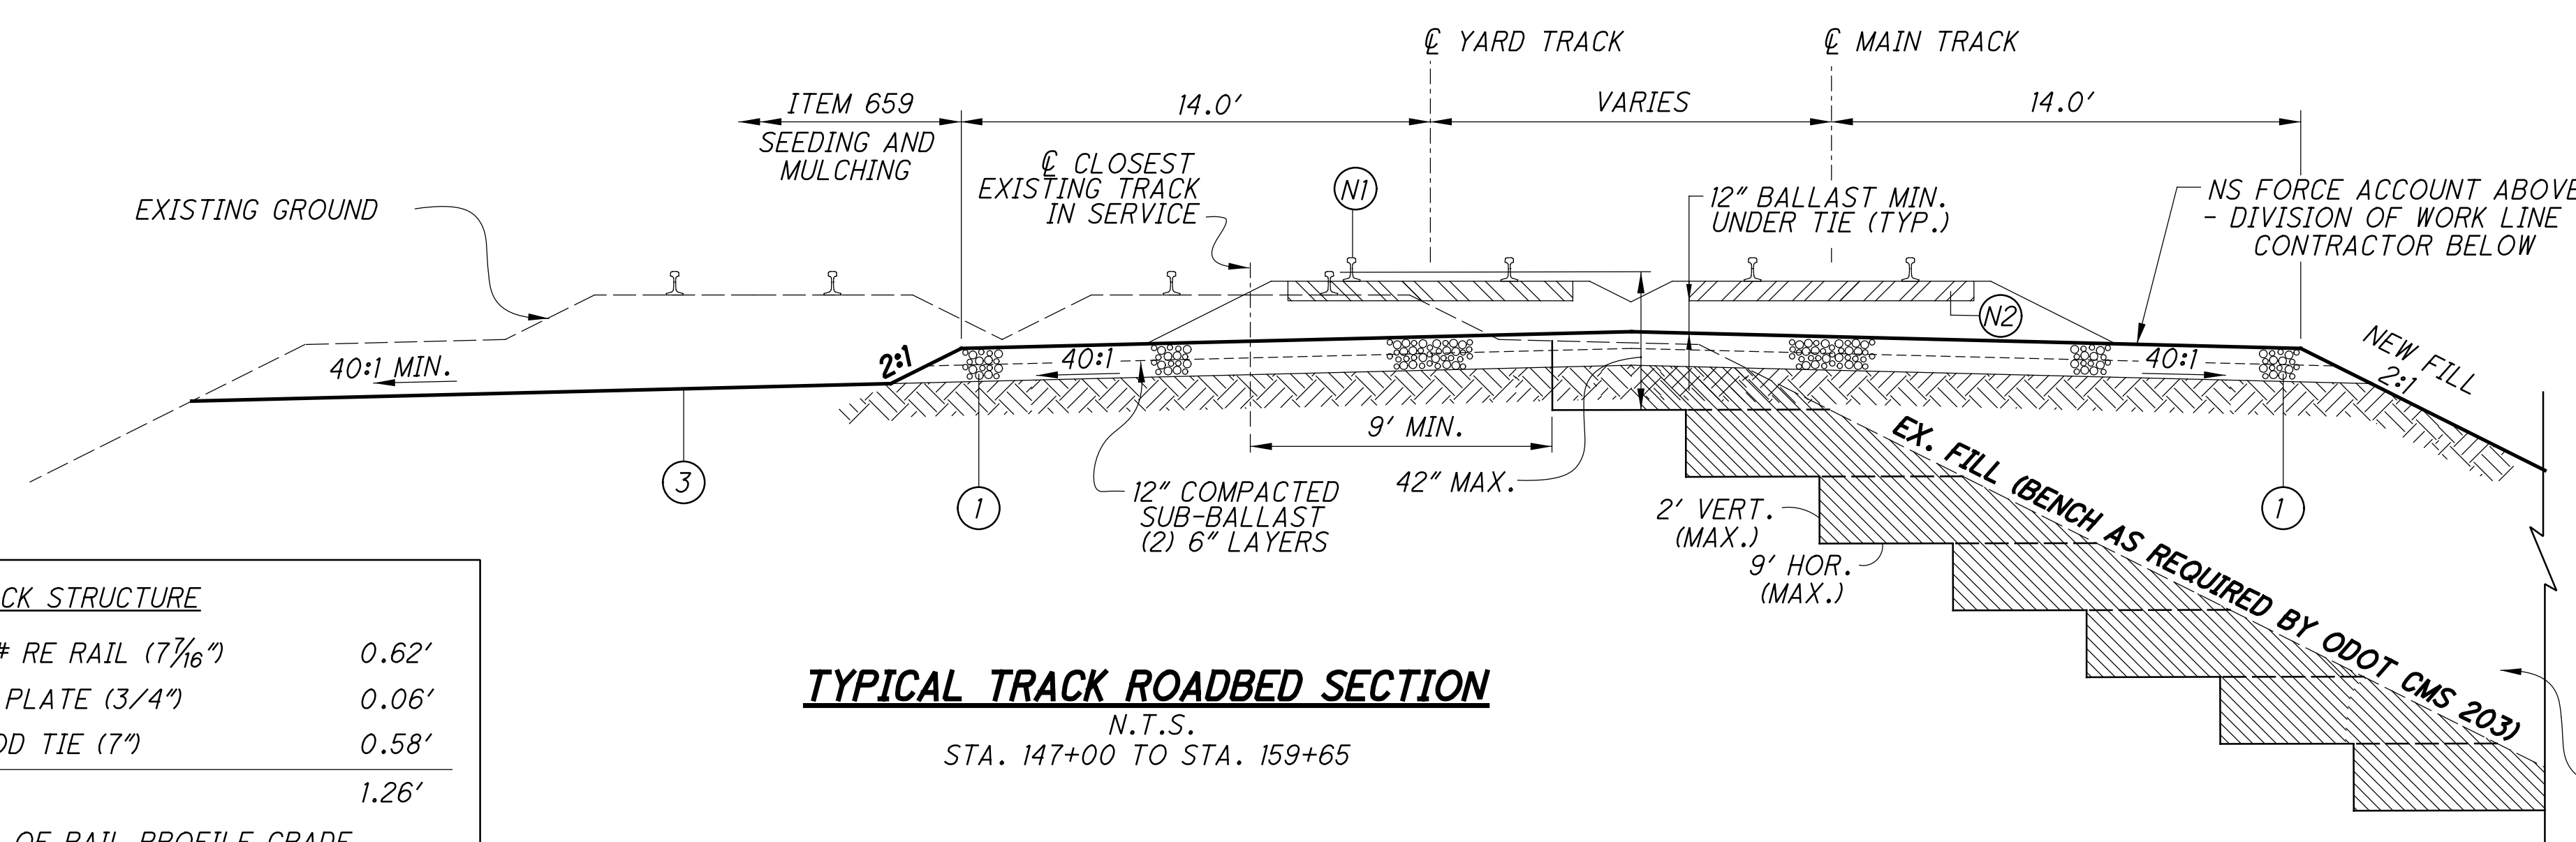 ℄ YARD TRACK
℄ MAIN TRACK
ITEM 659
SEEDING AND
MULCHING
14.0'
VARIES
14.0'
EXISTING GROUND
℄ CLOSEST
EXISTING TRACK
IN SERVICE
N1
12" BALLAST MIN.
UNDER TIE (TYP.)
NS FORCE ACCOUNT ABOVE
- DIVISION OF WORK LINE
CONTRACTOR BELOW
N2
40:1 MIN.
2:1
40:1
40:1
NEW FILL
2:1
3
1
12" COMPACTED
SUB-BALLAST
(2) 6" LAYERS
9' MIN.
42" MAX.
2' VERT.
(MAX.)
9' HOR.
(MAX.)
EX. FILL (BENCH AS REQUIRED BY ODOT CMS 203)
1
CK STRUCTURE
# RE RAIL (7 7/16") 0.62'
PLATE (3/4") 0.06'
OD TIE (7") 0.58'
1.26'
OF RAIL PROFILE GRADE
TYPICAL TRACK ROADBED SECTION
N.T.S.
STA. 147+00 TO STA. 159+65